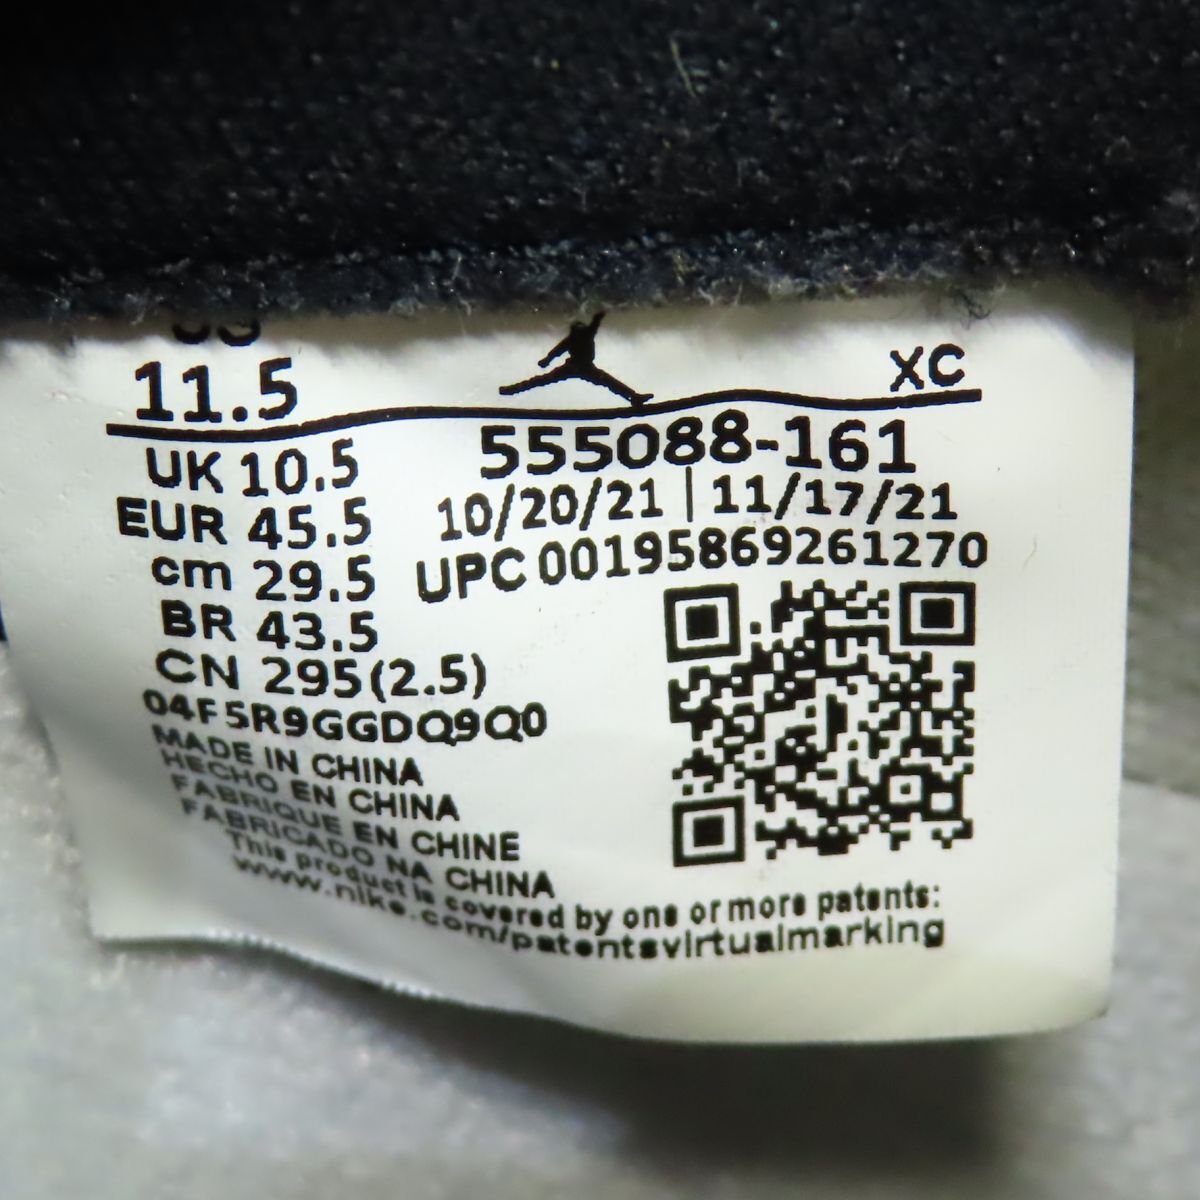 11.5
XC
UK 10.5
EUR 45.5
cm 29.5
BR 43.5
CN 295(2.5)
555088-161
10/20/21 | 11/17/21
UPC 00195869261270
04F5R9GGDQ9Q0
MADE IN CHINA
HECHO EN CHINA
FABRIQUE EN CHINE
FABRICADO NA CHINA
This product is covered by one or more patents:
www.nike.com/patentsvirtualmarking